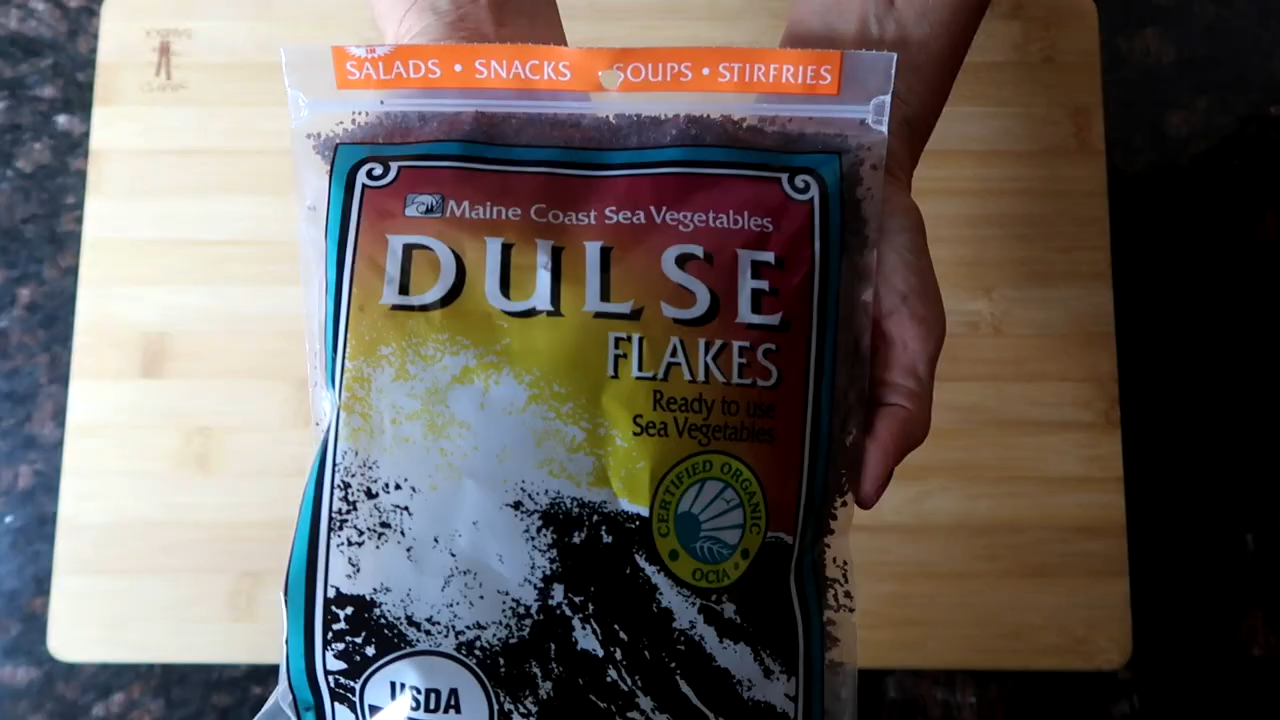 IN
SALADS • SNACKS • SOUPS • STIRFRIES
Maine Coast Sea Vegetables
DULSE
FLAKES
Ready to use
Sea Vegetables
CERTIFIED ORGANIC
• OCIA •
USDA